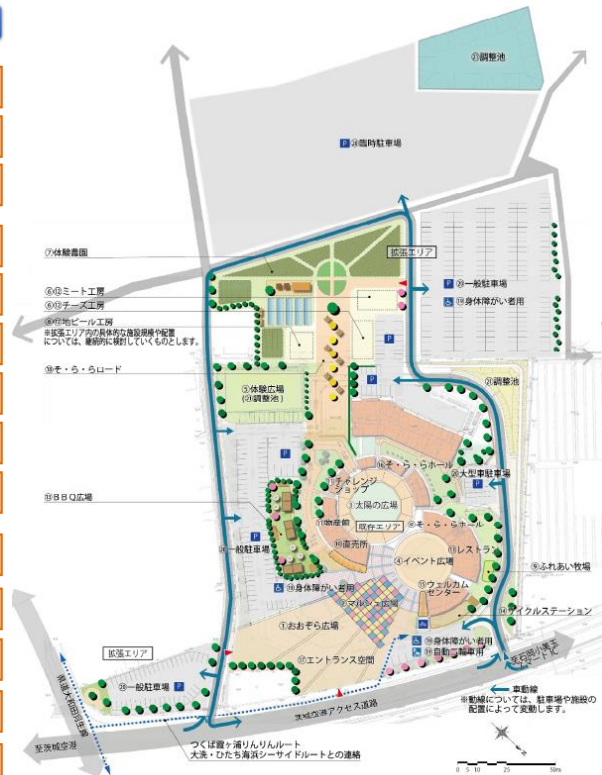 ㉑調整池
P ㉘臨時駐車場
⑦体験農園
拡張エリア
P ⑳一般駐車場
⑲身体障がい者用
⑥⑫ミート工房
⑥⑫チーズ工房
⑧⑫地ビール工房
※拡張エリア内の具体的な施設規模や配置
については、継続的に検討していくものとします。
⑱そ・ら・らロード
P
⑤体験広場
(㉑調整池)
㉑調整池
⑯そ・ら・らホール
⑳大型車駐車場
P
P
チャレンジ
ショップ
③太陽の広場
⑬BBQ広場
⑪物産館
既存エリア
そ・ら・らホール
⑩直売所
⑬レストラン
P
一般駐車場
④イベント広場
⑨ふれあい牧場
⑮ウェルカム
センター
⑲身体障がい者用
②マルシェ広場
⑭サイクルステーション
①おおぞら広場
⑲身体障がい者用
自動二輪車用
拡張エリア
⑰エントランス空間
⑳一般駐車場 P
車動線
※動線については、駐車場や施設の
配置によって変動します。
茨城空港アクセス道路
至茨城空港
つくば霞ヶ浦りんりんルート
大洗・ひたち海浜シーサイドルートとの連絡
0 5 10 25 50m